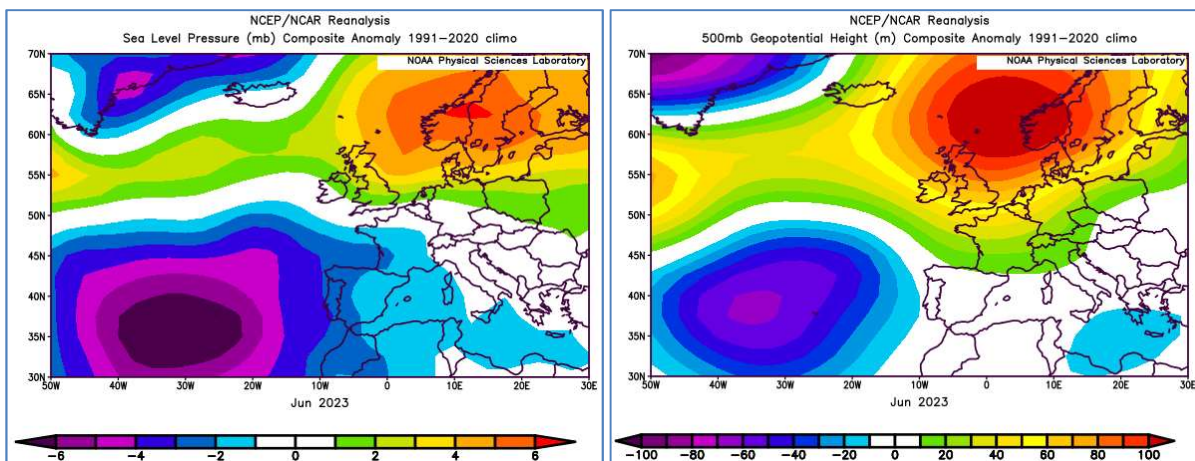 NCEP/NCAR Reanalysis
Sea Level Pressure (mb) Composite Anomaly 1991-2020 climo
NOAA Physical Sciences Laboratory
70N
65N
60N
55N
50N
45N
40N
35N
30N
50W 40W 30W 20W 10W 0 10E 20E 30E
Jun 2023
-6 -4 -2 0 2 4 6
NCEP/NCAR Reanalysis
500mb Geopotential Height (m) Composite Anomaly 1991-2020 climo
NOAA Physical Sciences Laboratory
70N
65N
60N
55N
50N
45N
40N
35N
30N
50W 40W 30W 20W 10W 0 10E 20E 30E
Jun 2023
-100 -80 -60 -40 -20 0 20 40 60 80 100